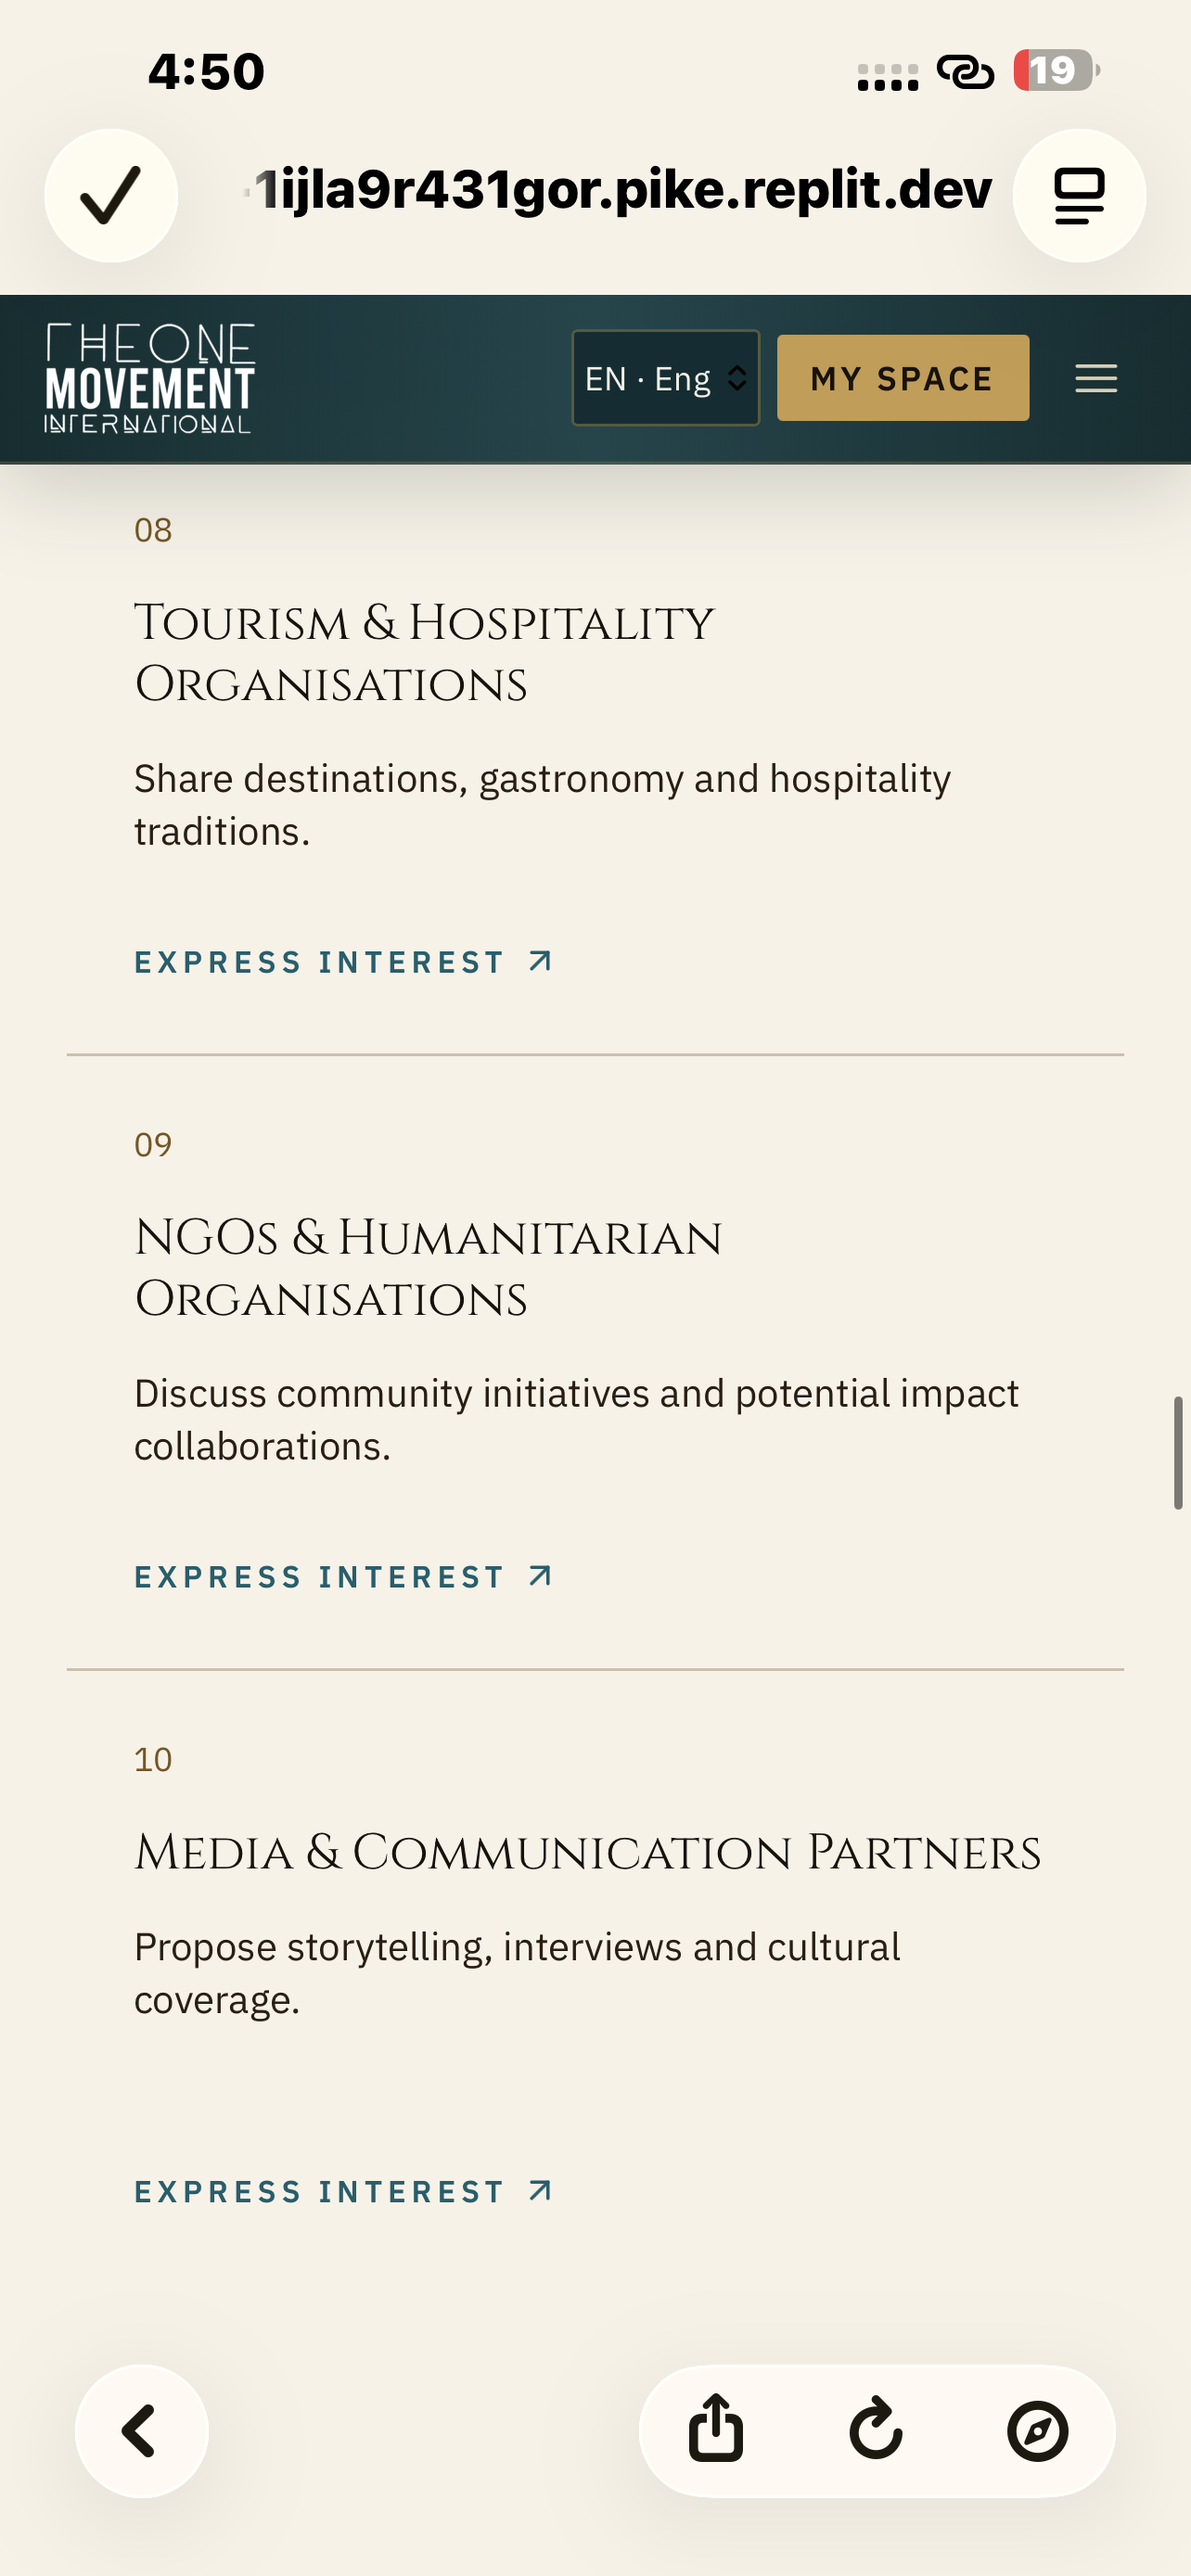 4:50
19
1ijla9r431gor.pike.replit.dev
THE ONE
MOVEMENT
INTERNATIONAL
EN · Eng
MY SPACE
08
Tourism & Hospitality
Organisations
Share destinations, gastronomy and hospitality
traditions.
EXPRESS INTEREST
09
NGOs & Humanitarian
Organisations
Discuss community initiatives and potential impact
collaborations.
EXPRESS INTEREST
10
Media & Communication Partners
Propose storytelling, interviews and cultural
coverage.
EXPRESS INTEREST